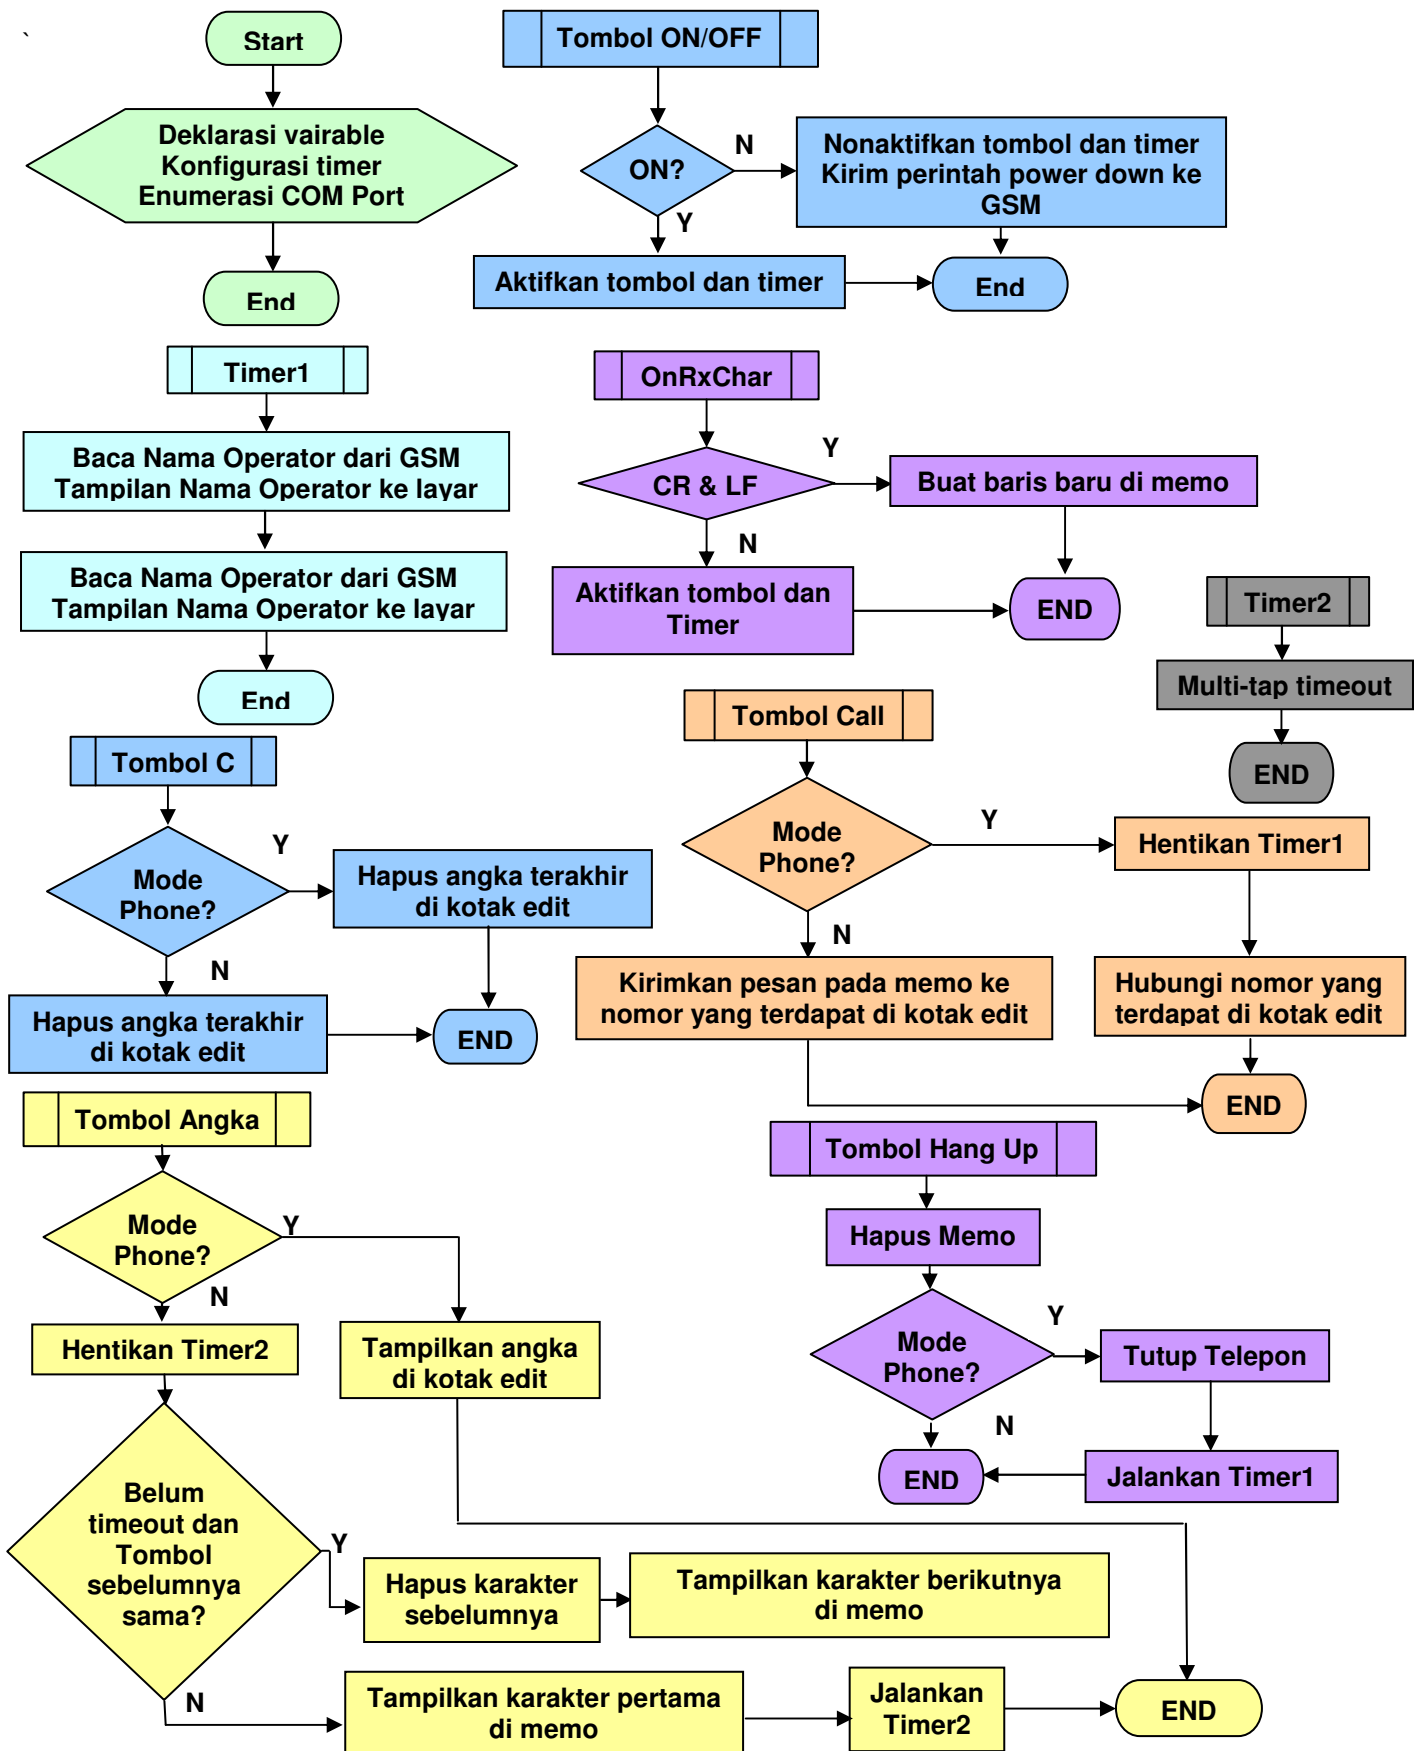 `
Start
Deklarasi vairable
Konfigurasi timer
Enumerasi COM Port
End
Tombol ON/OFF
ON?
N
Nonaktifkan tombol dan timer
Kirim perintah power down ke
GSM
Y
Aktifkan tombol dan timer
End
Timer1
Baca Nama Operator dari GSM
Tampilan Nama Operator ke layar
Baca Nama Operator dari GSM
Tampilan Nama Operator ke layar
End
OnRxChar
CR & LF
Y
Buat baris baru di memo
N
Aktifkan tombol dan
Timer
END
Timer2
Multi-tap timeout
END
Tombol C
Mode
Phone?
Y
Hapus angka terakhir
di kotak edit
N
Hapus angka terakhir
di kotak edit
END
Tombol Call
Mode
Phone?
Y
Hentikan Timer1
N
Kirimkan pesan pada memo ke
nomor yang terdapat di kotak edit
Hubungi nomor yang
terdapat di kotak edit
END
Tombol Angka
Mode
Phone?
Y
N
Hentikan Timer2
Tampilkan angka
di kotak edit
Belum
timeout dan
Tombol
sebelumnya
sama?
Y
Hapus karakter
sebelumnya
Tampilkan karakter berikutnya
di memo
N
Tampilkan karakter pertama
di memo
Jalankan
Timer2
END
Tombol Hang Up
Hapus Memo
Mode
Phone?
Y
Tutup Telepon
N
Jalankan Timer1
END